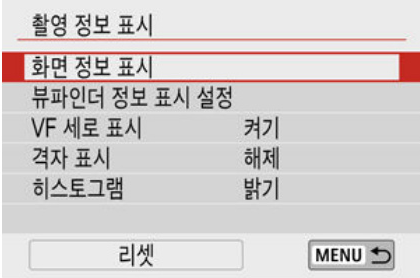 촬영 정보 표시
화면 정보 표시
뷰파인더 정보 표시 설정
VF 세로 표시 켜기
격자 표시 해제
히스토그램 밝기
리셋 MENU